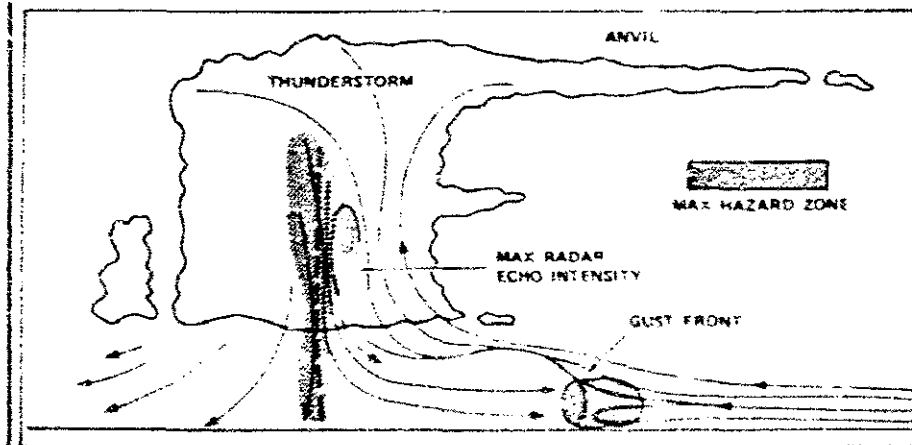 ANVIL
THUNDERSTORM
MAX HAZARD ZONE
MAX RADAR
ECHO INTENSITY
GUST FRONT